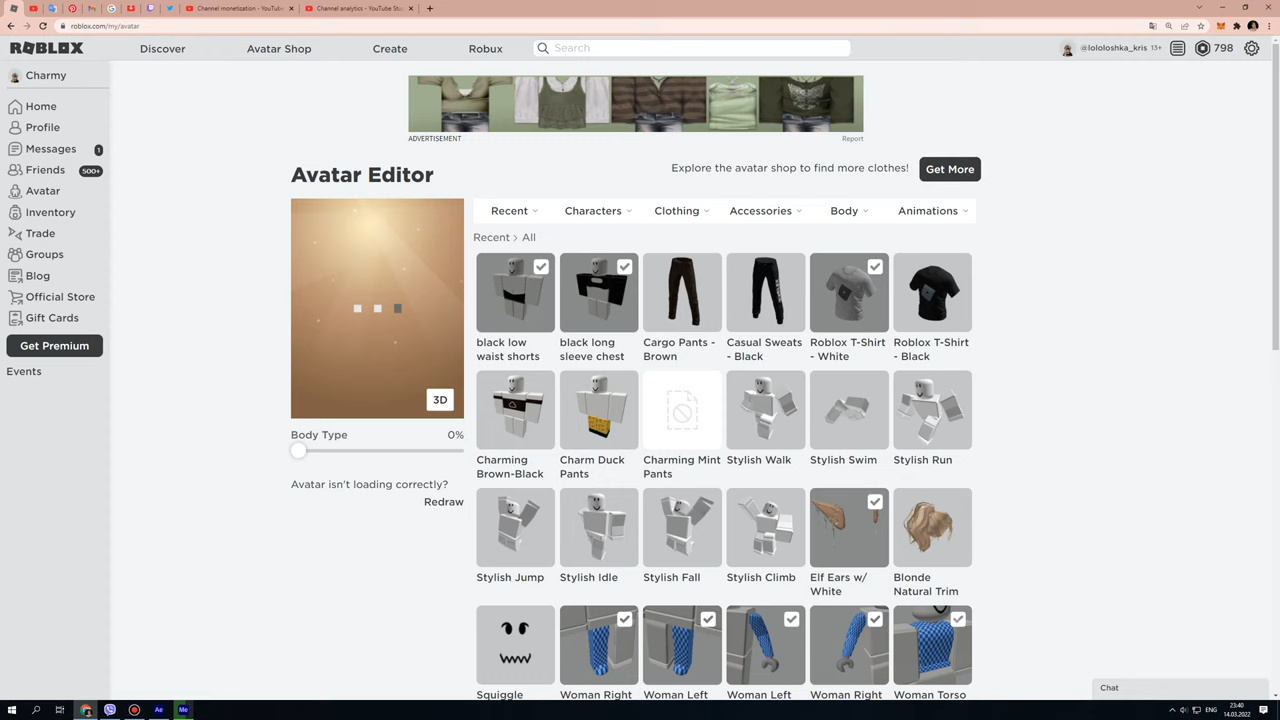 Channel monetization - YouTube
Channel analytics - YouTube Stu
roblox.com/my/avatar
ROBLOX
Discover
Avatar Shop
Create
Robux
Search
@lololoshka_kris 13+
798
Charmy
Home
Profile
Messages 1
Friends 500+
Avatar
Inventory
Trade
Groups
Blog
Official Store
Gift Cards
Get Premium
Events
ADVERTISEMENT
Report
Avatar Editor
Explore the avatar shop to find more clothes!
Get More
3D
Body Type 0%
Avatar isn't loading correctly?
Redraw
Recent
Characters
Clothing
Accessories
Body
Animations
Recent > All
black low
waist shorts
black long
sleeve chest
Cargo Pants -
Brown
Casual Sweats
- Black
Roblox T-Shirt
- White
Roblox T-Shirt
- Black
Charming
Brown-Black
Charm Duck
Pants
Charming Mint
Pants
Stylish Walk
Stylish Swim
Stylish Run
Stylish Jump
Stylish Idle
Stylish Fall
Stylish Climb
Elf Ears w/
White
Blonde
Natural Trim
Squiggle
Woman Right
Woman Left
Woman Left
Woman Right
Woman Torso
Chat
Ae
Me
ENG
23:40
14.03.2022